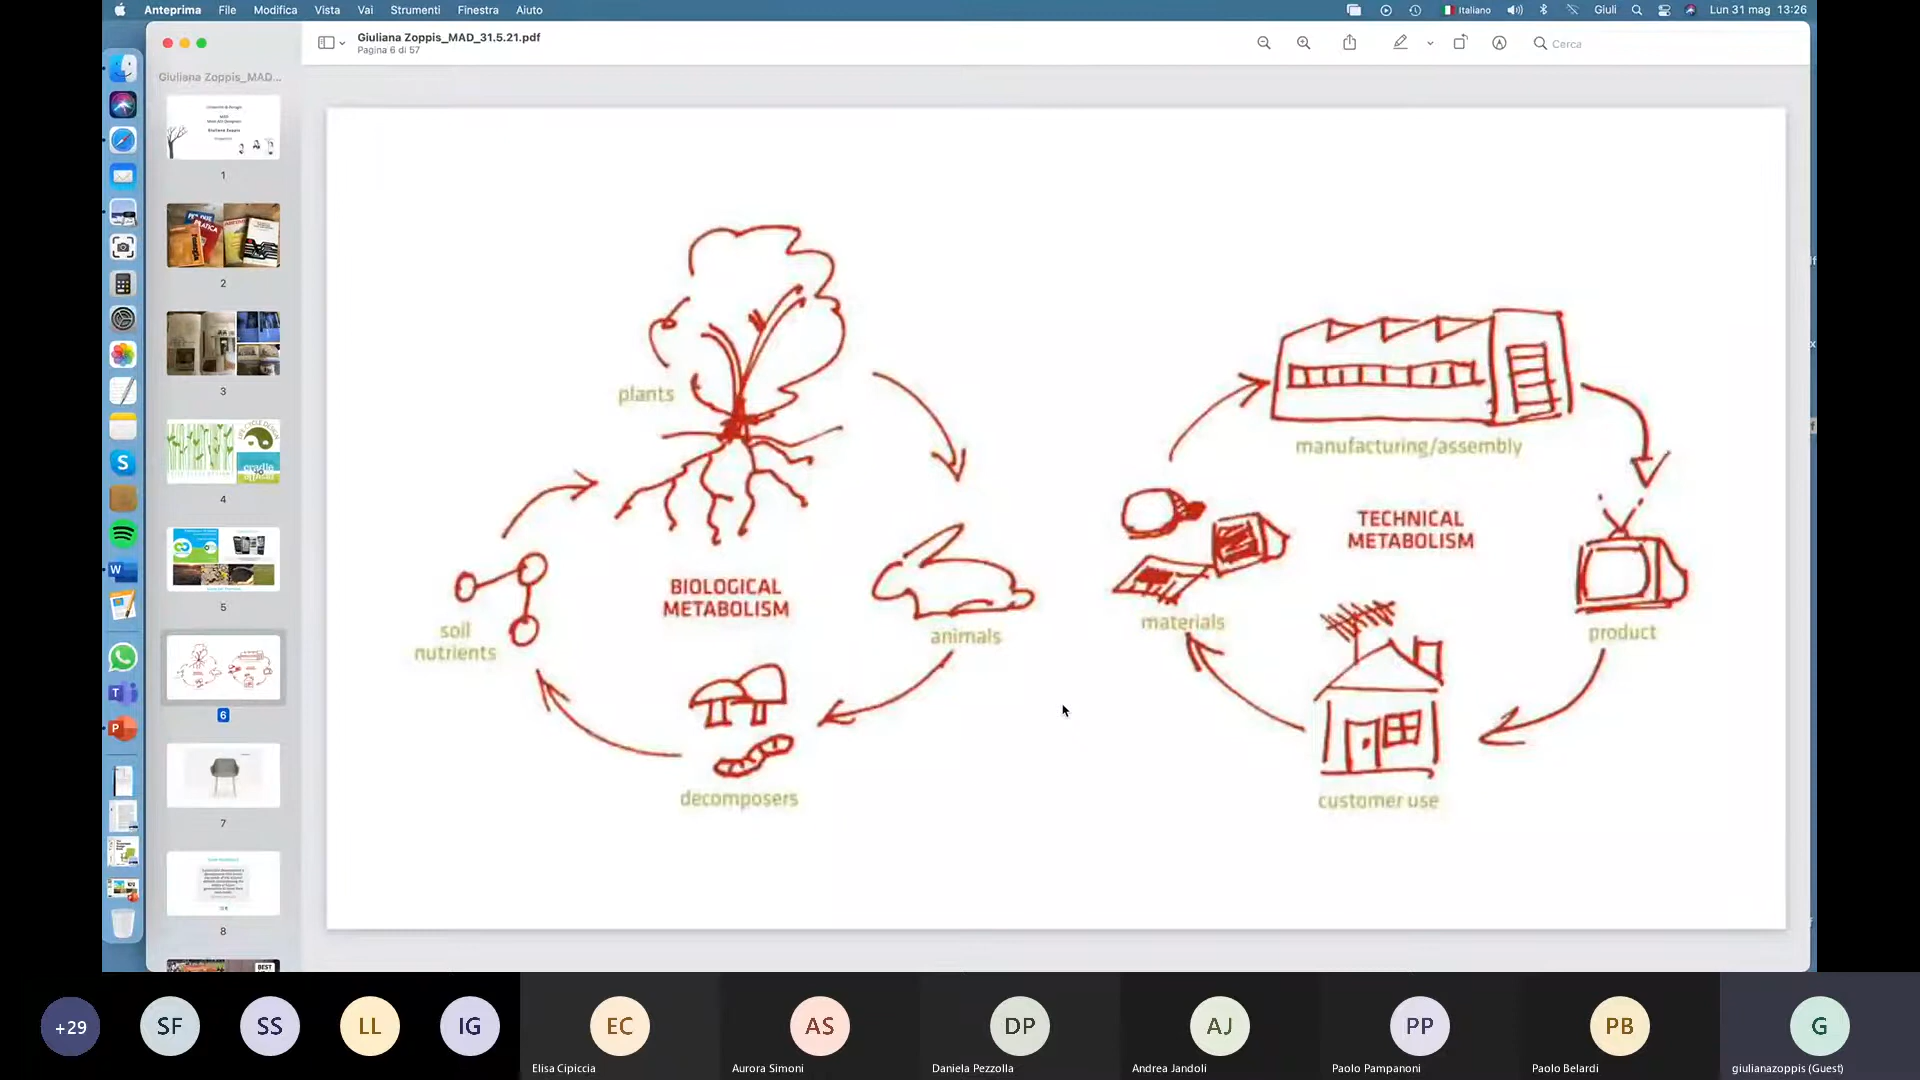 Anteprima File Modifica Vista Vai Strumenti Finestra Aiuto
Italiano Giuli Lun 31 mag 13:26
Giuliana Zoppis_MAD_31.5.21.pdf
Pagina 6 di 57
Cerca
Giuliana Zoppis_MAD...
1
2
3
4
5
6
7
8
plants
BIOLOGICAL
METABOLISM
soil
nutrients
animals
decomposers
manufacturing/assembly
TECHNICAL
METABOLISM
materials
product
customer use
+29
SF
SS
LL
IG
EC
AS
DP
AJ
PP
PB
G
Elisa Cipiccia
Aurora Simoni
Daniela Pezzolla
Andrea Jandoli
Paolo Pampanoni
Paolo Belardi
giulianazoppis (Guest)